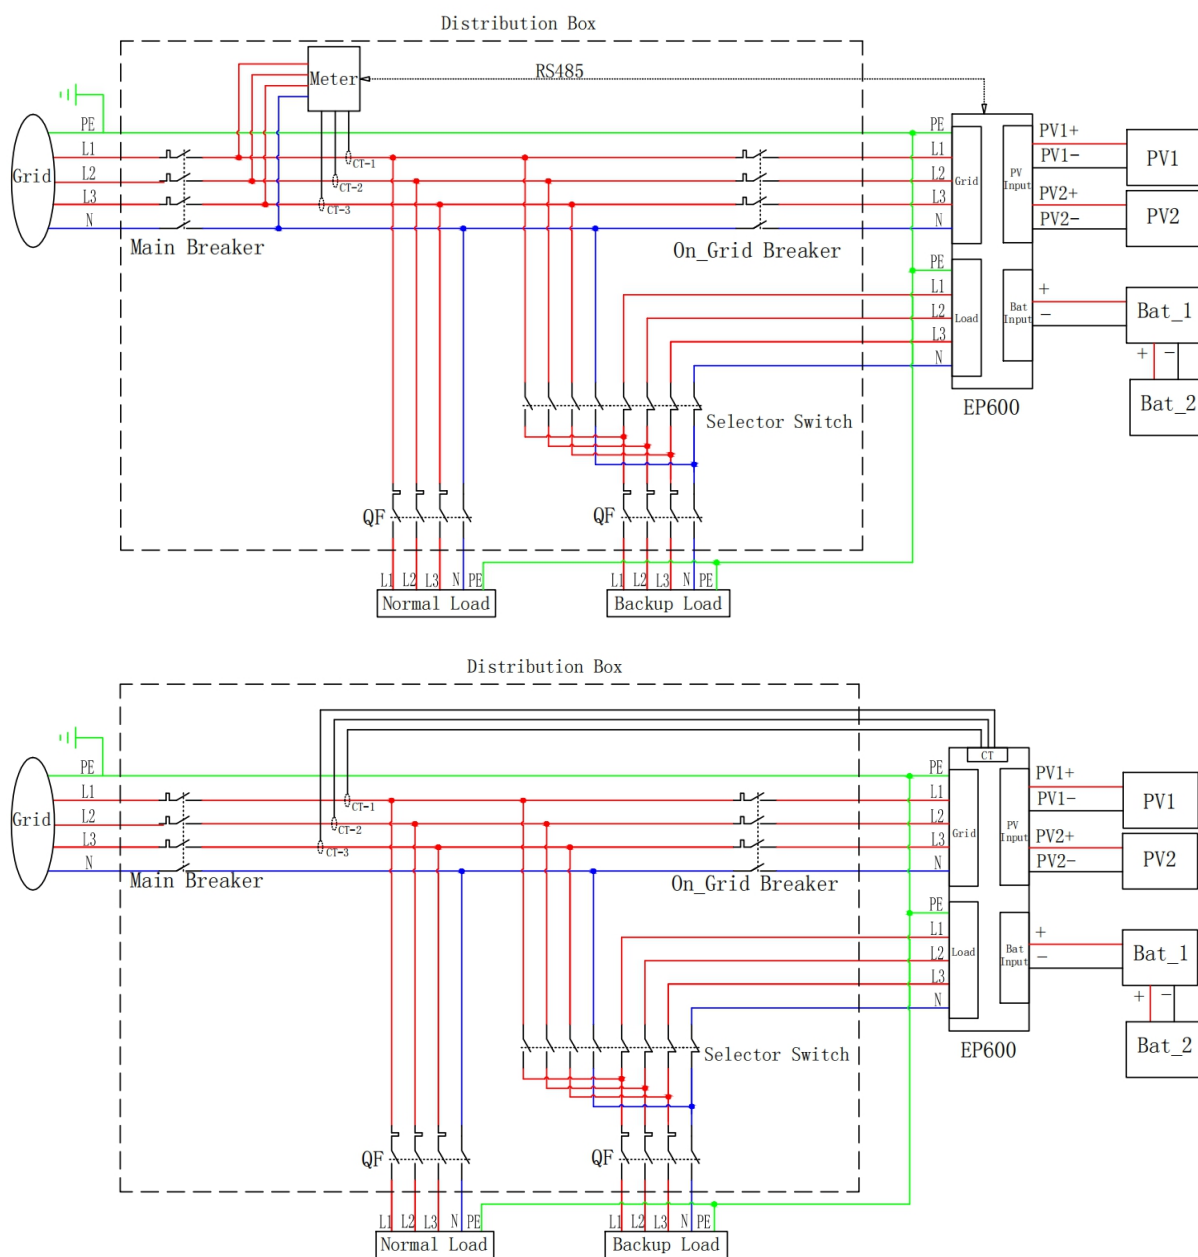 Distribution Box
Meter
RS485
PE
L1
L2
L3
N
Grid
CT-1
CT-2
CT-3
Main Breaker
On_Grid Breaker
PE
L1
L2
L3
N
Grid
PV
Input
PV1+
PV1-
PV2+
PV2-
PV1
PV2
PE
L1
L2
L3
N
Load
Bat
Input
+
-
Bat_1
+ -
Bat_2
EP600
Selector Switch
QF
QF
L1 L2 L3 N PE
Normal Load
L1 L2 L3 N PE
Backup Load
Distribution Box
PE
L1
L2
L3
N
Grid
CT-1
CT-2
CT-3
Main Breaker
On_Grid Breaker
CT
PE
L1
L2
L3
N
Grid
PV
Input
PV1+
PV1-
PV2+
PV2-
PV1
PV2
PE
L1
L2
L3
N
Load
Bat
Input
+
-
Bat_1
+ -
Bat_2
EP600
Selector Switch
QF
QF
L1 L2 L3 N PE
Normal Load
L1 L2 L3 N PE
Backup Load